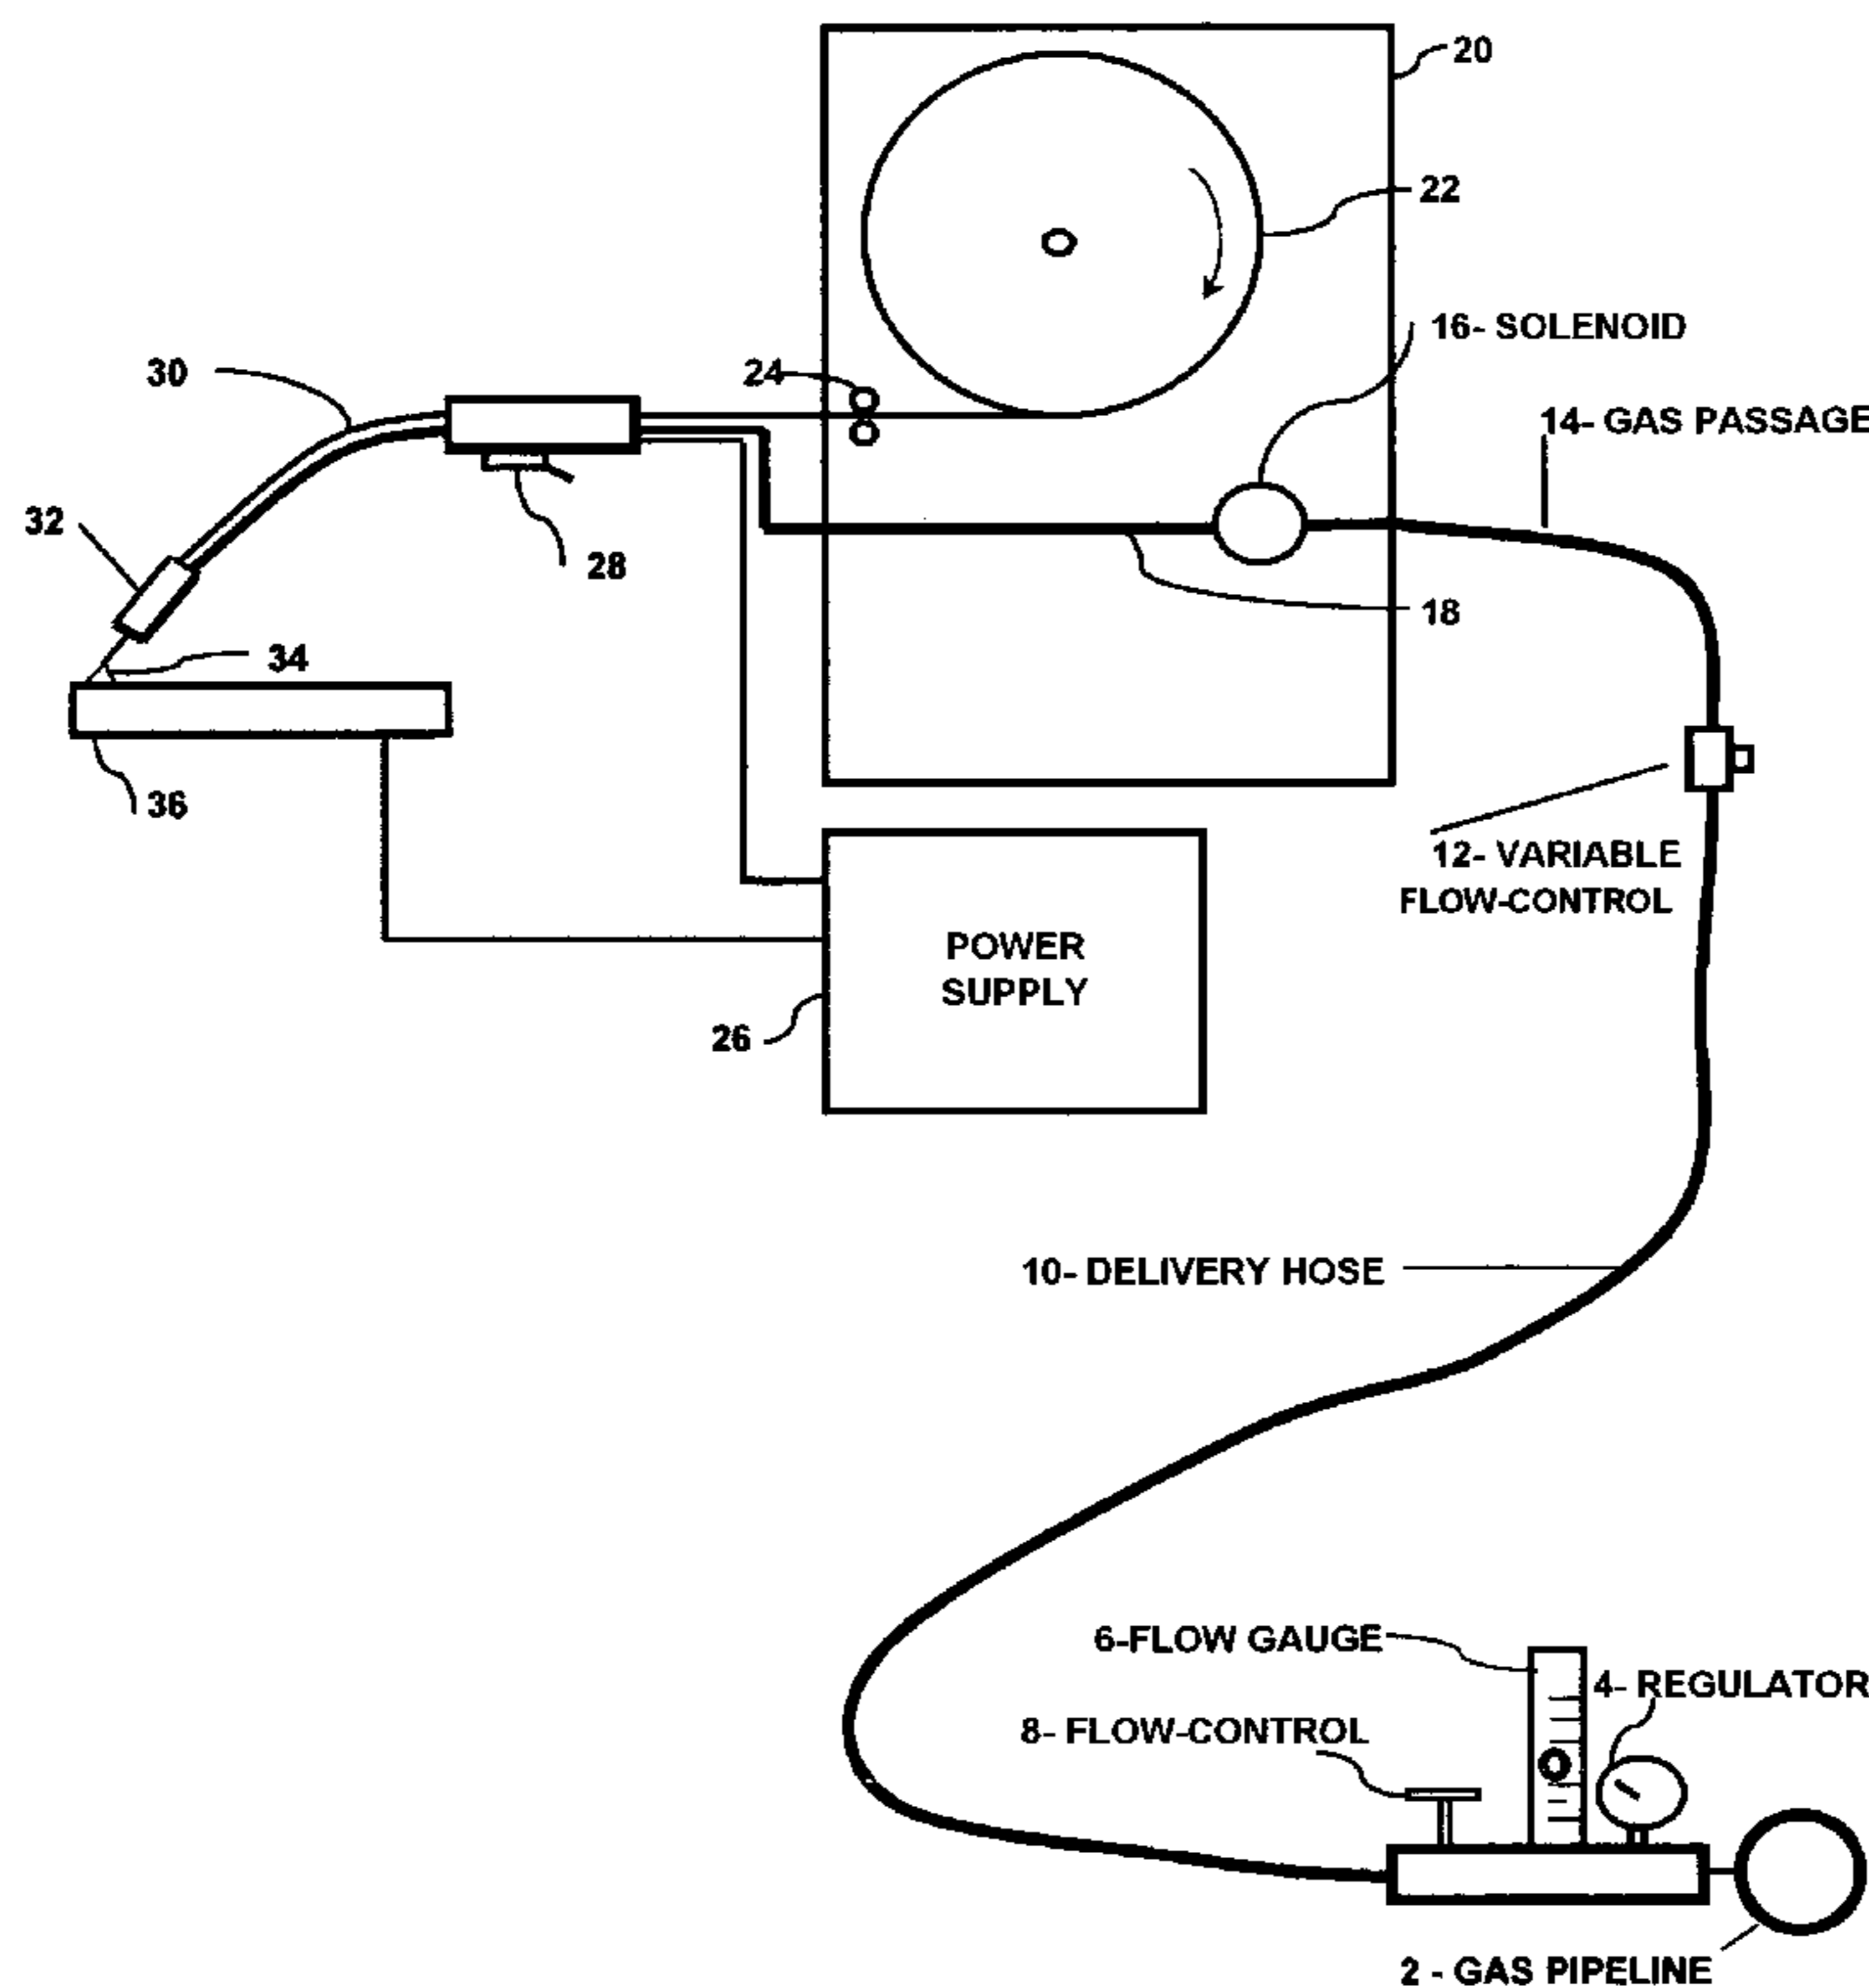 20
22
16- SOLENOID
30
24
14- GAS PASSAGE
32
28
18
34
36
12- VARIABLE
FLOW-CONTROL
POWER
SUPPLY
26
10- DELIVERY HOSE
6-FLOW GAUGE
4- REGULATOR
8- FLOW-CONTROL
2 - GAS PIPELINE